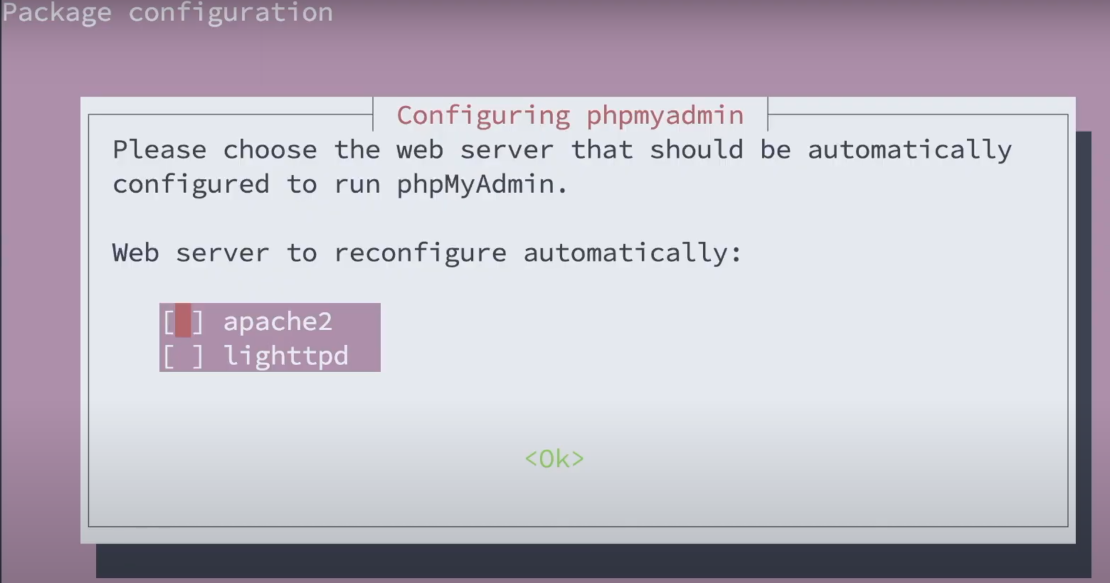 Package configuration
Configuring phpmyadmin
Please choose the web server that should be automatically
configured to run phpMyAdmin.
Web server to reconfigure automatically:
[ ] apache2
[ ] lighttpd
<Ok>